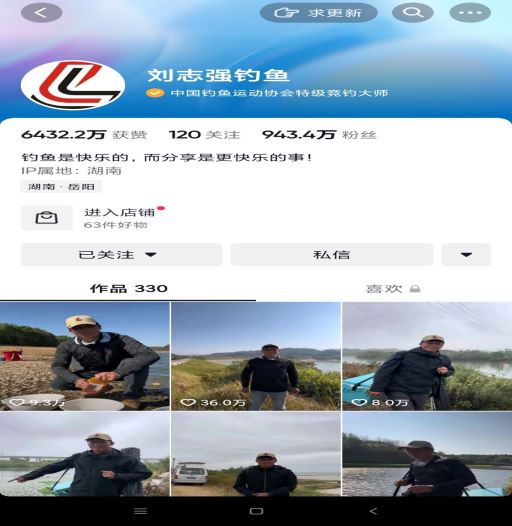 求更新
刘志强钓鱼
中国钓鱼运动协会特级竞钓大师
6432.2万 获赞 120 关注 943.4万 粉丝
钓鱼是快乐的，而分享是更快乐的事！
IP属地：湖南
湖南·岳阳
进入店铺
63件好物
已关注
私信
作品 330
喜欢
9.3万
36.0万
8.0万